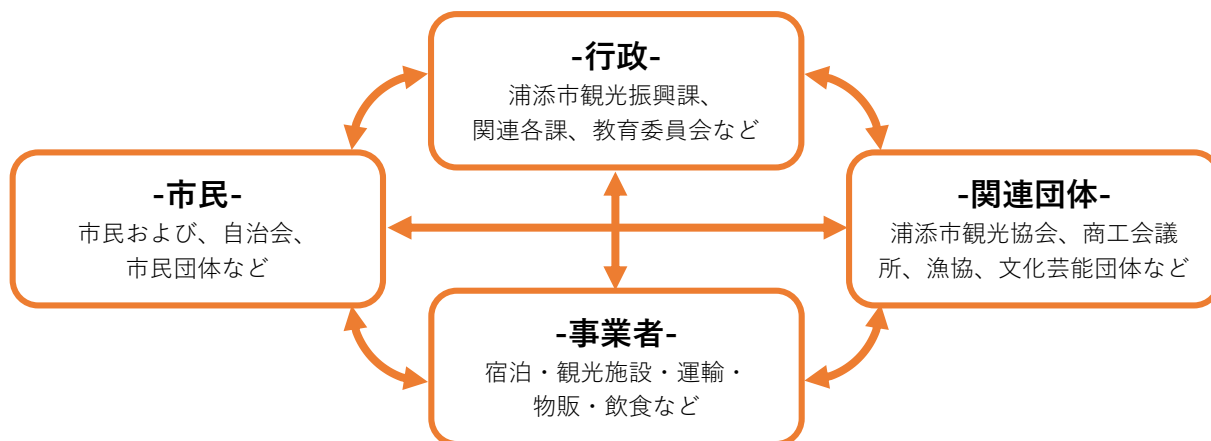 -行政-
浦添市観光振興課、
関連各課、教育委員会など
-市民-
市民および、自治会、
市民団体など
-関連団体-
浦添市観光協会、商工会議
所、漁協、文化芸能団体など
-事業者-
宿泊・観光施設・運輸・
物販・飲食など